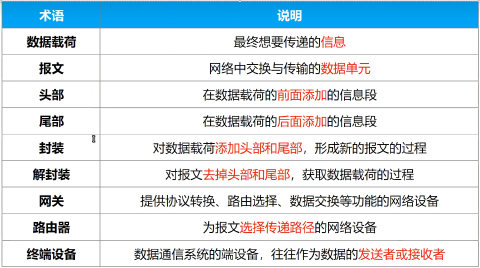 术语 说明
数据载荷 最终想要传递的信息
报文 网络中交换与传输的数据单元
头部 在数据载荷的前面添加的信息段
尾部 在数据载荷的后面添加的信息段
封装 对数据载荷添加头部和尾部，形成新的报文的过程
解封装 对报文去掉头部和尾部，获取数据载荷的过程
网关 提供协议转换、路由选择、数据交换等功能的网络设备
路由器 为报文选择传递路径的网络设备
终端设备 数据通信系统的端设备，往往作为数据的发送者或接收者